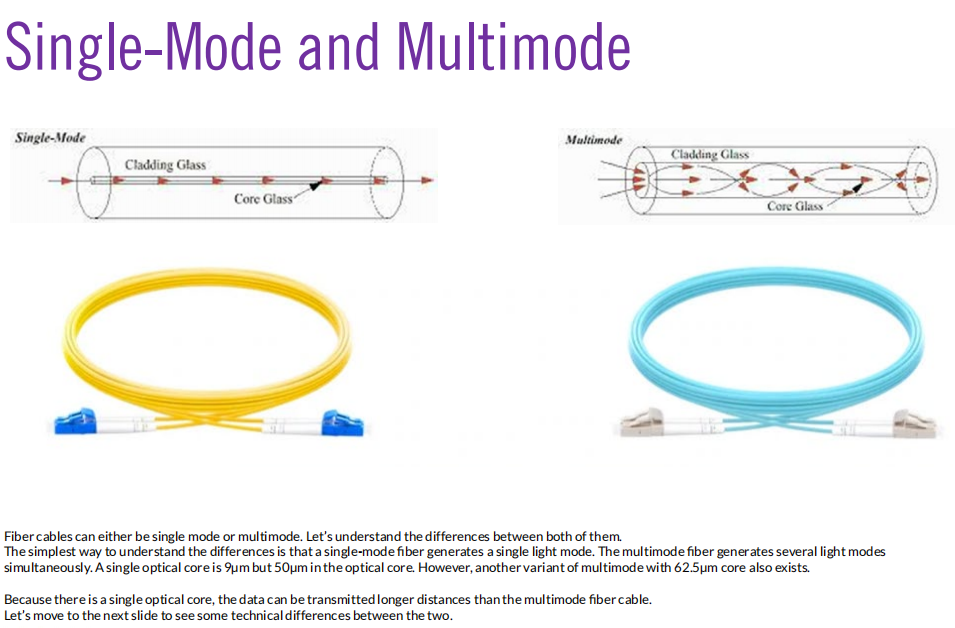 Single-Mode and Multimode
Single-Mode
Cladding Glass
Core Glass
Multimode
Cladding Glass
Core Glass
Fiber cables can either be single mode or multimode. Let's understand the differences between both of them.
The simplest way to understand the differences is that a single-mode fiber generates a single light mode. The multimode fiber generates several light modes
simultaneously. A single optical core is 9μm but 50μm in the optical core. However, another variant of multimode with 62.5μm core also exists.
Because there is a single optical core, the data can be transmitted longer distances than the multimode fiber cable.
Let's move to the next slide to see some technical differences between the two.